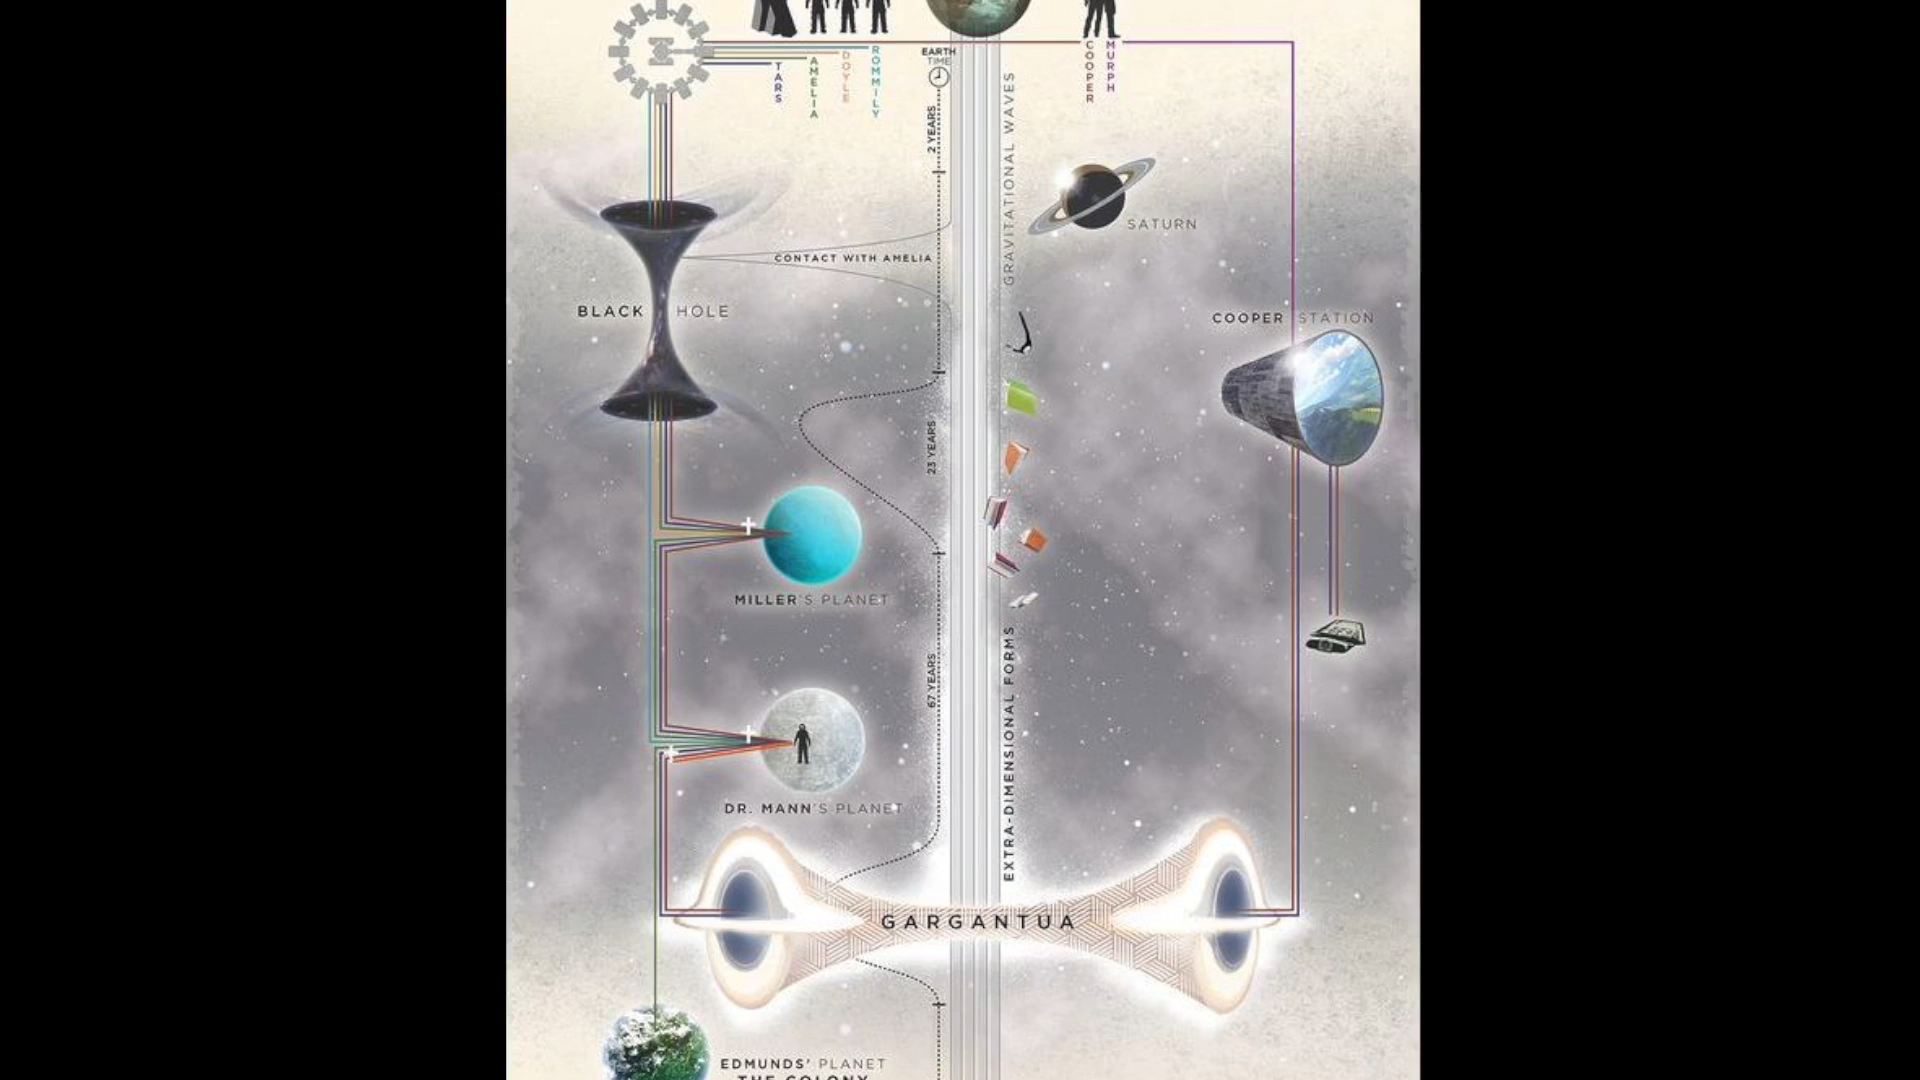 EARTH
TIME
TARS
AMELIA
DOYLE
ROMMILY
COOPER
MURPH
2 YEARS
GRAVITATIONAL WAVES
SATURN
CONTACT WITH AMELIA
BLACK HOLE
COOPER STATION
23 YEARS
MILLER'S PLANET
67 YEARS
EXTRA-DIMENSIONAL FORMS
DR. MANN'S PLANET
GARGANTUA
EDMUNDS' PLANET
THE COLONY